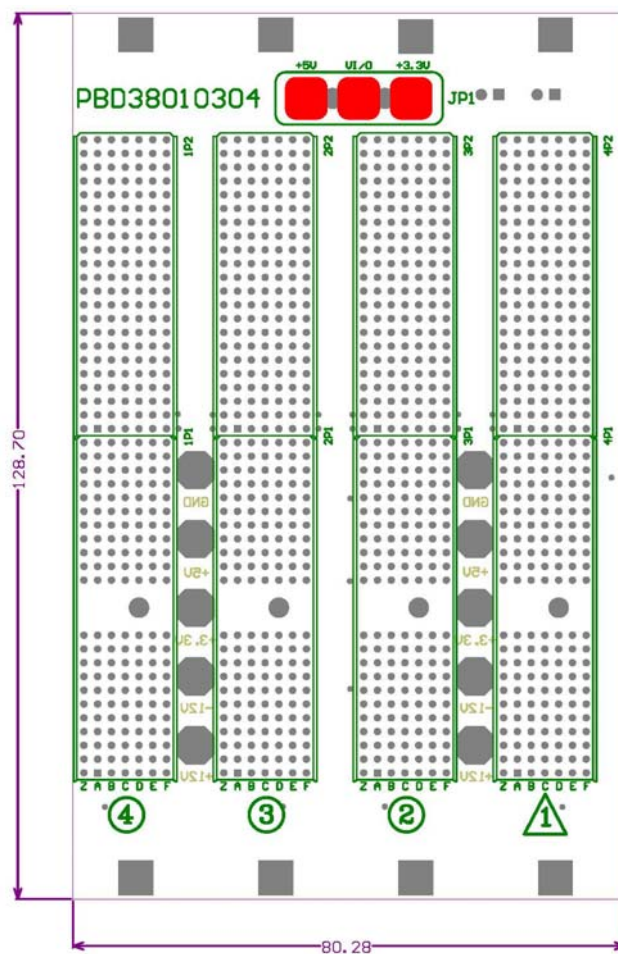 +5V VI/O +3.3V
PBD38010304 JP1
1P2 2P2 3P2 4P2
128.70
1P1 2P1 3P1 4P1
GND GND
+5V +5V
+3.3V +3.3V
-12V -12V
+12V +12V
Z A B C D E F Z A B C D E F Z A B C D E F Z A B C D E F
4 3 2 1
80.28